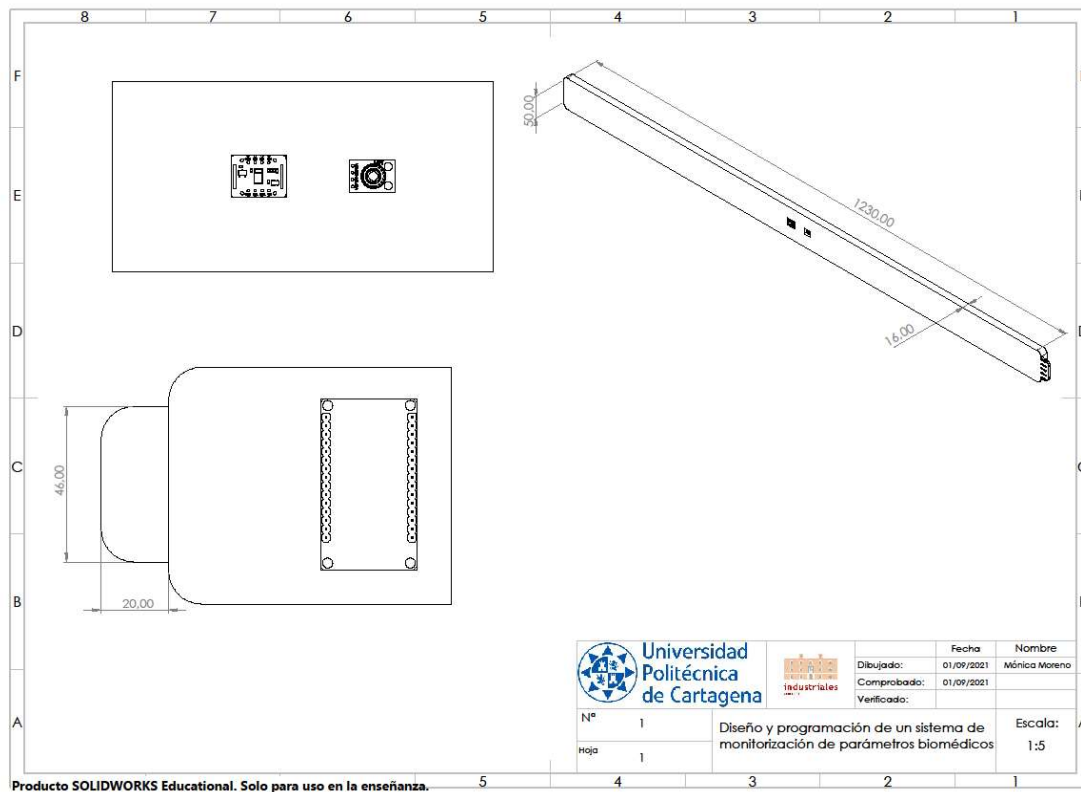 8 7 6 5 4 3 2 1
F
E
D
C
B
A
50.00
1230.00
16.00
46.00
20.00
Universidad
Politécnica
de Cartagena
industriales
Fecha Nombre
Dibujado: 01/09/2021 Mónica Moreno
Comprobado: 01/09/2021
Verificado:
Nº 1
Hoja 1
Diseño y programación de un sistema de
monitorización de parámetros biomédicos
Escala:
1:5
A
5 4 3 2 1
Producto SOLIDWORKS Educational. Solo para uso en la enseñanza.